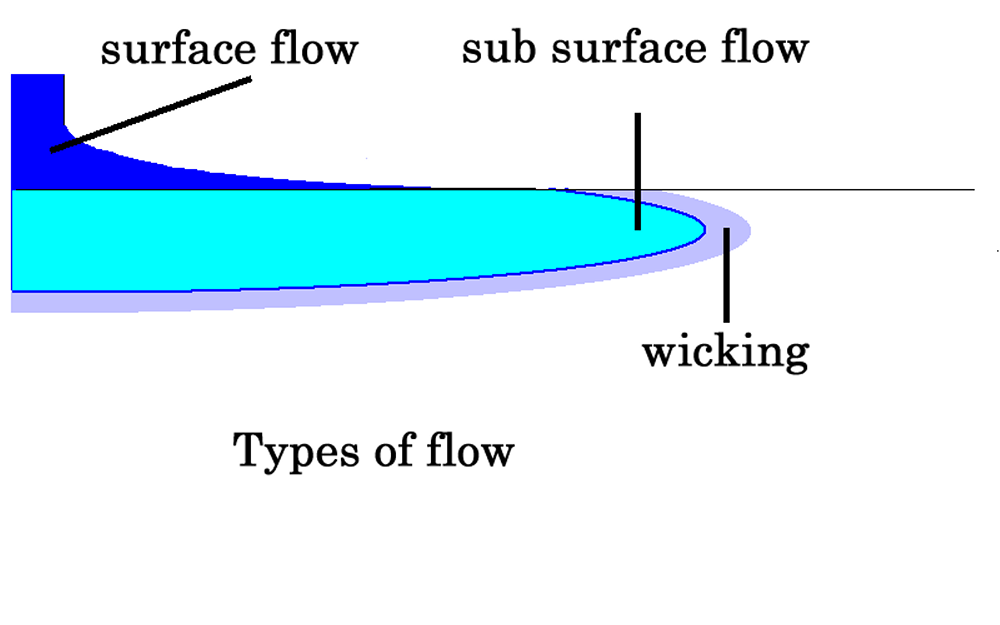 surface flow
sub surface flow
wicking
Types of flow